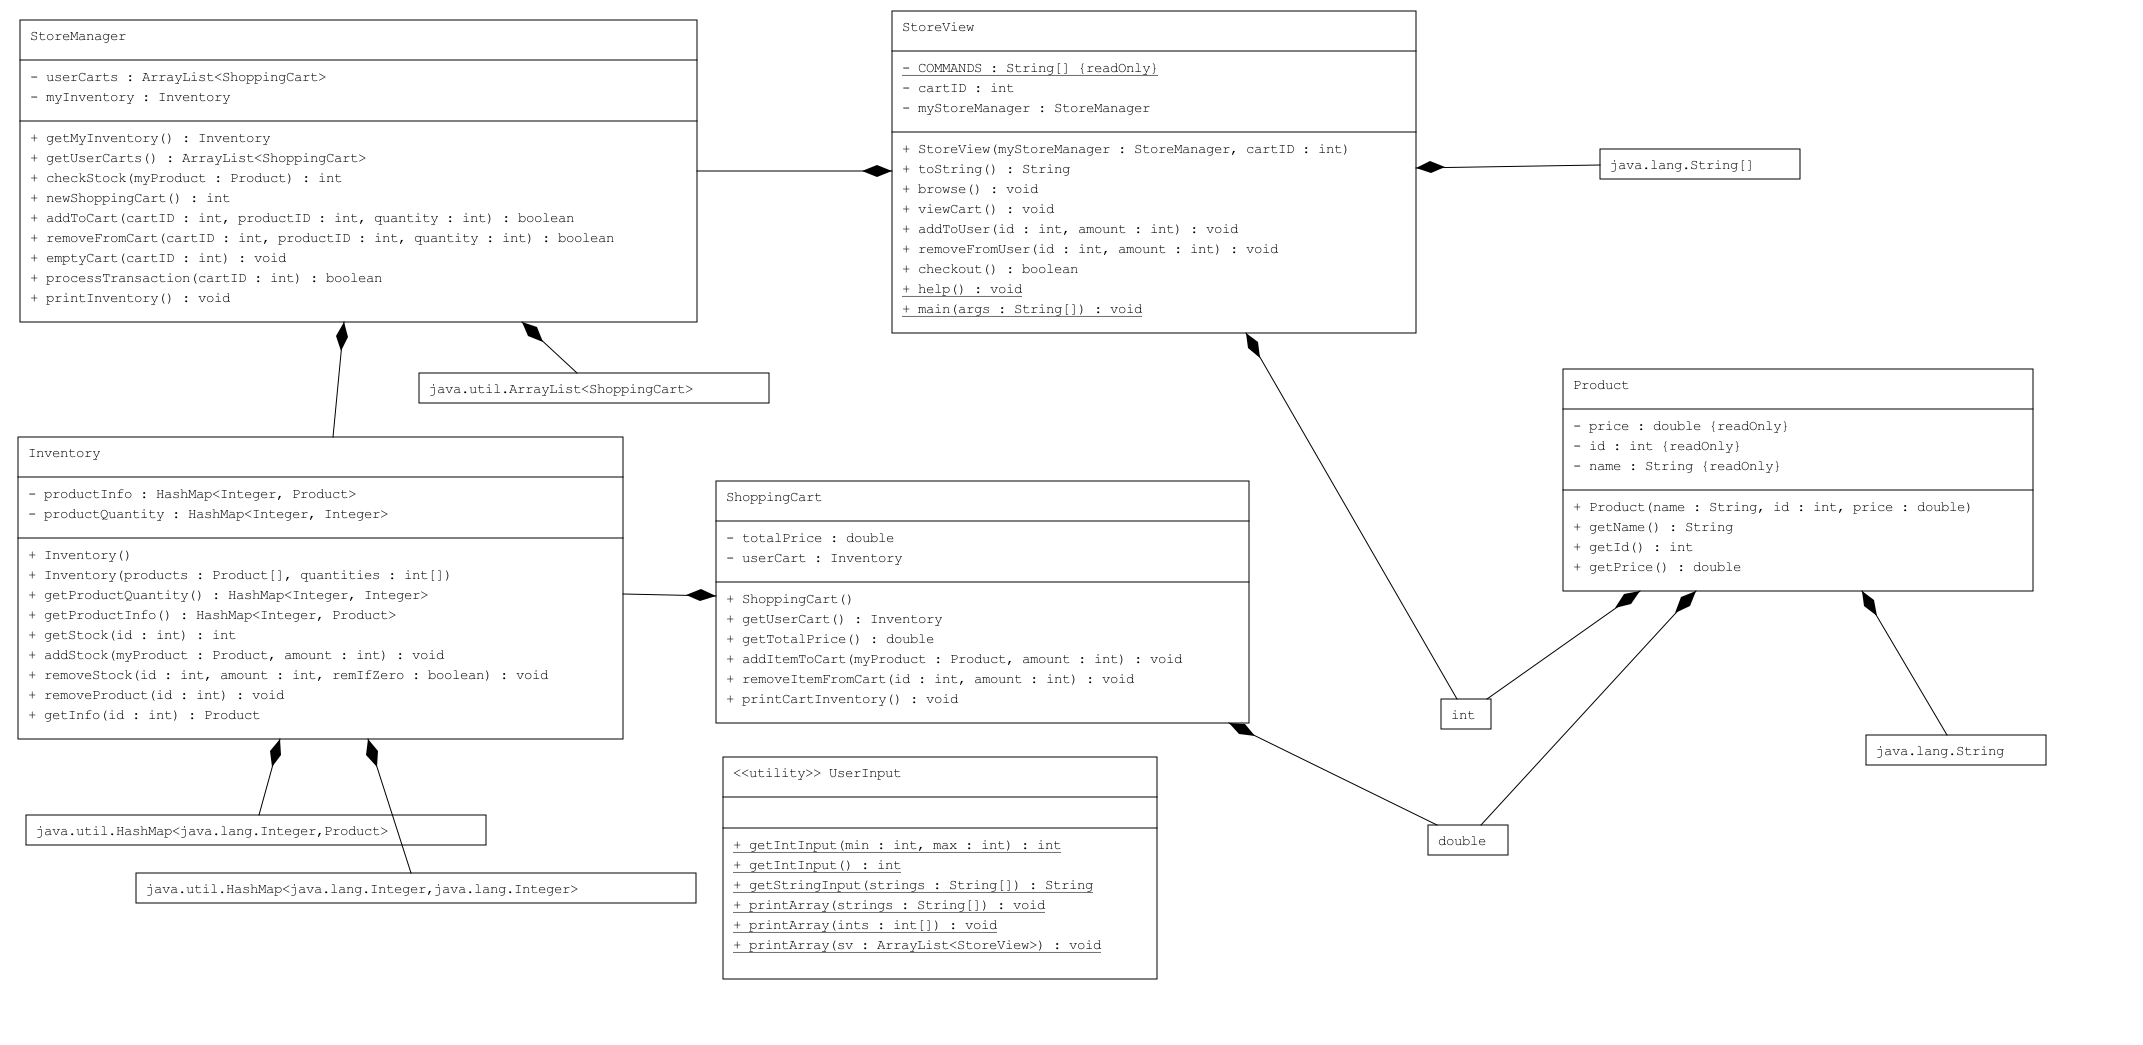 StoreManager
- userCarts : ArrayList<ShoppingCart>
- myInventory : Inventory
+ getMyInventory() : Inventory
+ getUserCarts() : ArrayList<ShoppingCart>
+ checkStock(myProduct : Product) : int
+ newShoppingCart() : int
+ addToCart(cartID : int, productID : int, quantity : int) : boolean
+ removeFromCart(cartID : int, productID : int, quantity : int) : boolean
+ emptyCart(cartID : int) : void
+ processTransaction(cartID : int) : boolean
+ printInventory() : void
StoreView
- COMMANDS : String[] {readOnly}
- cartID : int
- myStoreManager : StoreManager
+ StoreView(myStoreManager : StoreManager, cartID : int)
+ toString() : String
+ browse() : void
+ viewCart() : void
+ addToUser(id : int, amount : int) : void
+ removeFromUser(id : int, amount : int) : void
+ checkout() : boolean
+ help() : void
+ main(args : String[]) : void
java.lang.String[]
java.util.ArrayList<ShoppingCart>
Product
- price : double {readOnly}
- id : int {readOnly}
- name : String {readOnly}
+ Product(name : String, id : int, price : double)
+ getName() : String
+ getId() : int
+ getPrice() : double
Inventory
- productInfo : HashMap<Integer, Product>
- productQuantity : HashMap<Integer, Integer>
+ Inventory()
+ Inventory(products : Product[], quantities : int[])
+ getProductQuantity() : HashMap<Integer, Integer>
+ getProductInfo() : HashMap<Integer, Product>
+ getStock(id : int) : int
+ addStock(myProduct : Product, amount : int) : void
+ removeStock(id : int, amount : int, remIfZero : boolean) : void
+ removeProduct(id : int) : void
+ getInfo(id : int) : Product
ShoppingCart
- totalPrice : double
- userCart : Inventory
+ ShoppingCart()
+ getUserCart() : Inventory
+ getTotalPrice() : double
+ addItemToCart(myProduct : Product, amount : int) : void
+ removeItemFromCart(id : int, amount : int) : void
+ printCartInventory() : void
int
java.lang.String
double
java.util.HashMap<java.lang.Integer,Product>
java.util.HashMap<java.lang.Integer,java.lang.Integer>
<<utility>> UserInput
+ getIntInput(min : int, max : int) : int
+ getIntInput() : int
+ getStringInput(strings : String[]) : String
+ printArray(strings : String[]) : void
+ printArray(ints : int[]) : void
+ printArray(sv : ArrayList<StoreView>) : void